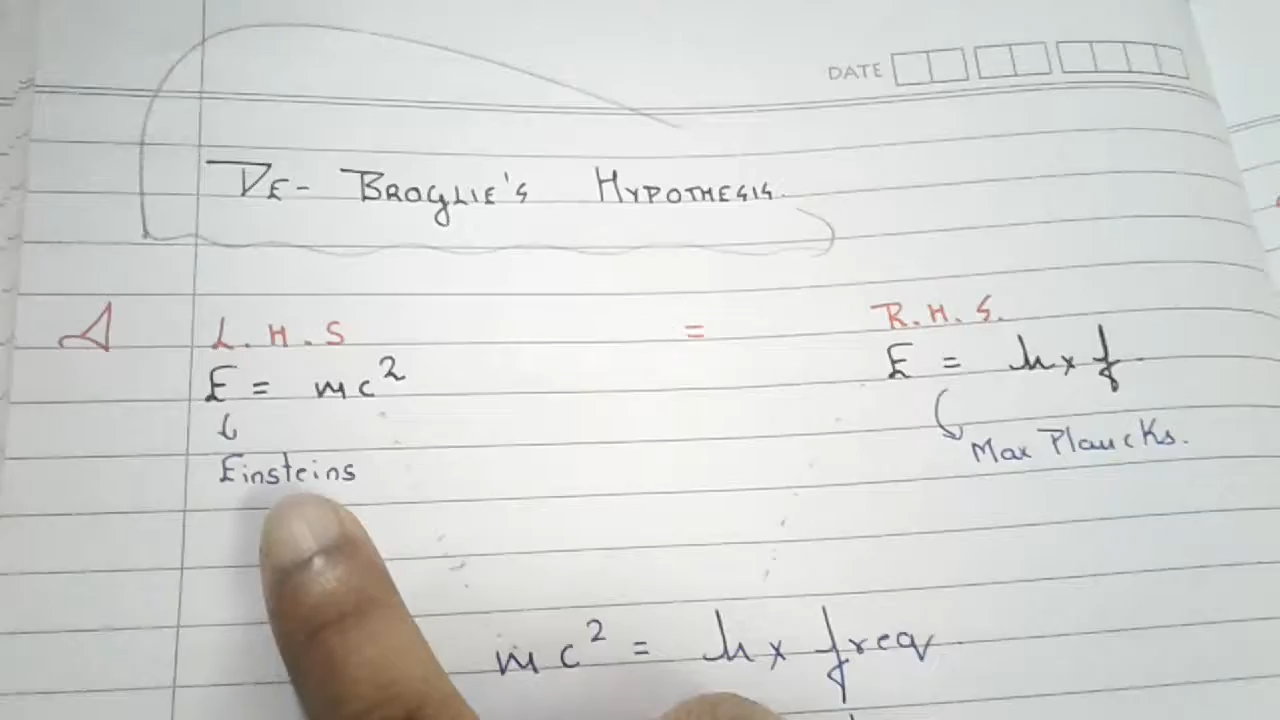 DATE
DE- BROGLIE'S HYPOTHESIS.
L.H.S = R.H.S.
E = mc² E = h x f
Einsteins Max Plancks.
mc² = h x freq